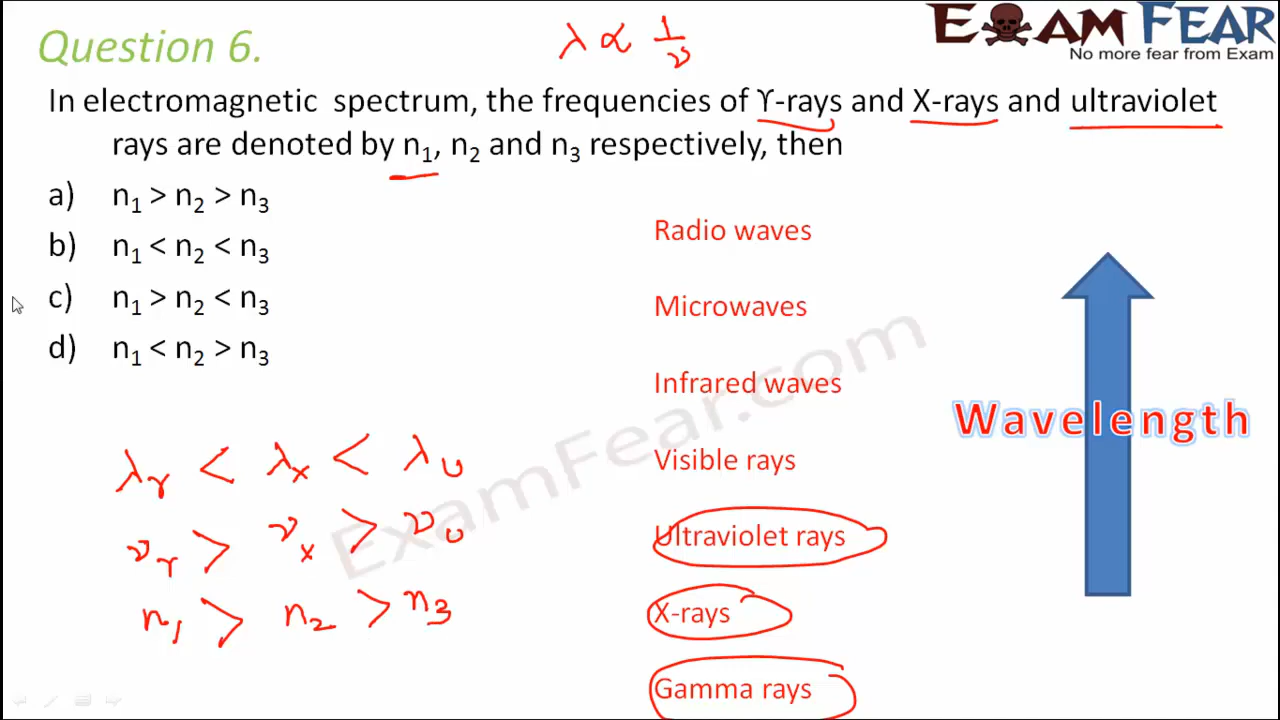 Question 6.
λ ∝ 1/ν
EXAM FEAR
No more fear from Exam
In electromagnetic spectrum, the frequencies of ϒ-rays and X-rays and ultraviolet
rays are denoted by n₁, n₂ and n₃ respectively, then
a) n₁ > n₂ > n₃
b) n₁ < n₂ < n₃
c) n₁ > n₂ < n₃
d) n₁ < n₂ > n₃
Radio waves
Microwaves
Infrared waves
Visible rays
Ultraviolet rays
X-rays
Gamma rays
Wavelength
λγ < λx < λU
νγ > νx > νU
n₁ > n₂ > n₃
ExamFear.com